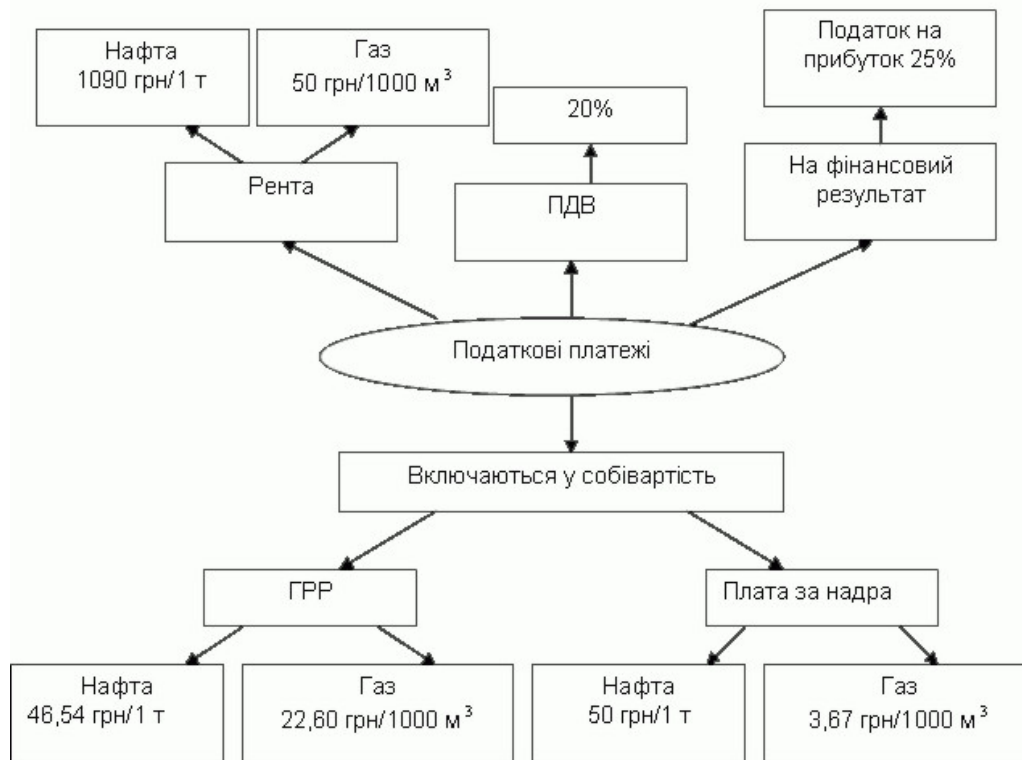 Нафта
1090 грн/1 т
Газ
50 грн/1000 м³
Податок на
прибуток 25%
20%
Рента
ПДВ
На фінансовий
результат
Податкові платежі
Включаються у собівартість
ГРР
Плата за надра
Нафта
46,54 грн/1 т
Газ
22,60 грн/1000 м³
Нафта
50 грн/1 т
Газ
3,67 грн/1000 м³